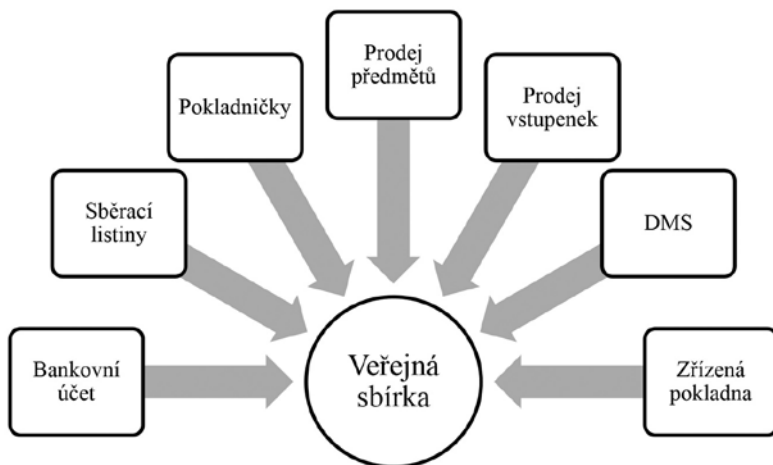 Prodej
předmětů
Pokladničky
Prodej
vstupenek
Sběrací
listiny
DMS
Bankovní
účet
Veřejná
sbírka
Zřízená
pokladna